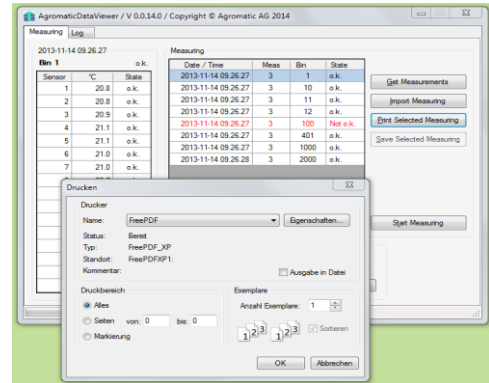 AgromaticDataViewer / V 0.0.14.0 / Copyright © Agromatic AG 2014
Measuring Log
2013-11-14 09.26.27
Bin 1 o.k.
Sensor °C State
1 20.8 o.k.
2 20.8 o.k.
3 20.9 o.k.
4 21.1 o.k.
5 21.1 o.k.
6 21.0 o.k.
7 21.0 o.k.
Measuring
Date / Time Meas Bin State
2013-11-14 09.26.27 3 1 o.k.
2013-11-14 09.26.27 3 10 o.k.
2013-11-14 09.26.27 3 11 o.k.
2013-11-14 09.26.27 3 12 o.k.
2013-11-14 09.26.27 3 100 Not o.k.
2013-11-14 09.26.27 3 401 o.k.
2013-11-14 09.26.27 3 1000 o.k.
2013-11-14 09.26.28 3 2000 o.k.
Get Measurements
Import Measuring
Print Selected Measuring
Save Selected Measuring
Start Measuring
Drucken
Drucker
Name: FreePDF Eigenschaften...
Status: Bereit
Typ: FreePDF_XP
Standort: FreePDFXP1:
Kommentar: Ausgabe in Datei
Druckbereich
Alles
Seiten von: 0 bis: 0
Markierung
Exemplare
Anzahl Exemplare: 1
1 2 3 1 2 3 Sortieren
OK Abbrechen